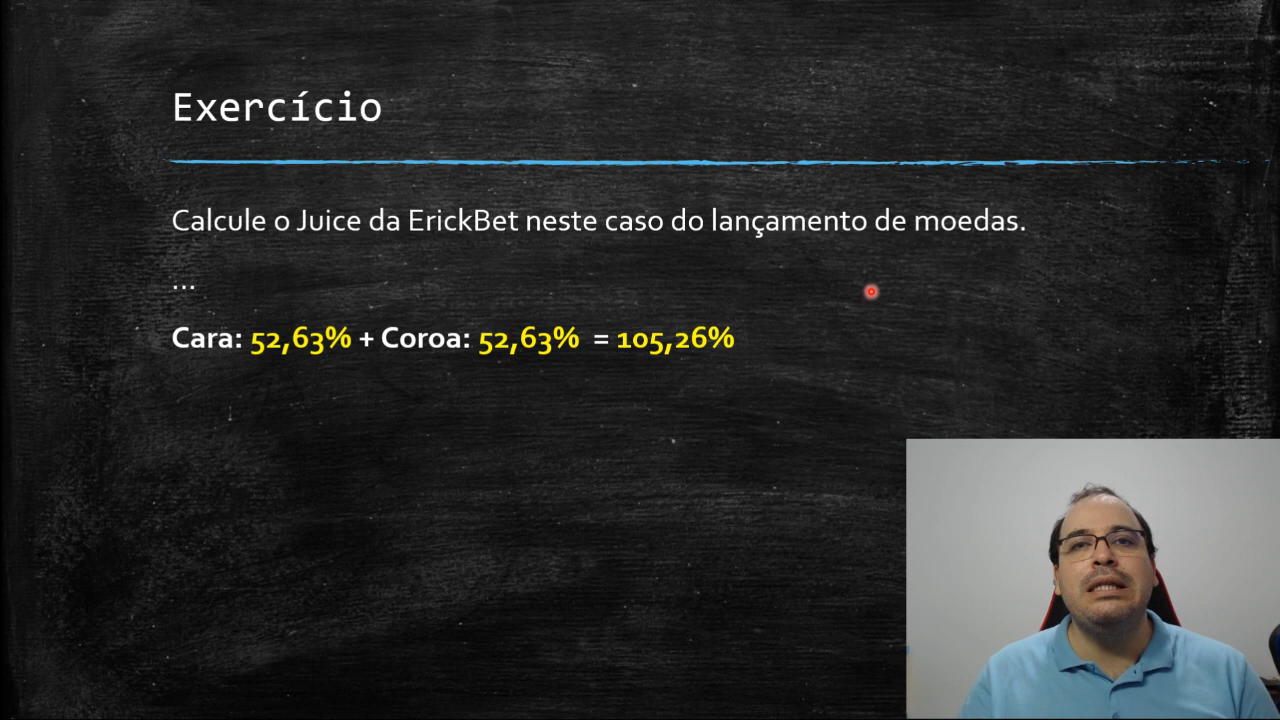 Exercício
Calcule o Juice da ErickBet neste caso do lançamento de moedas.
...
Cara: 52,63% + Coroa: 52,63% = 105,26%